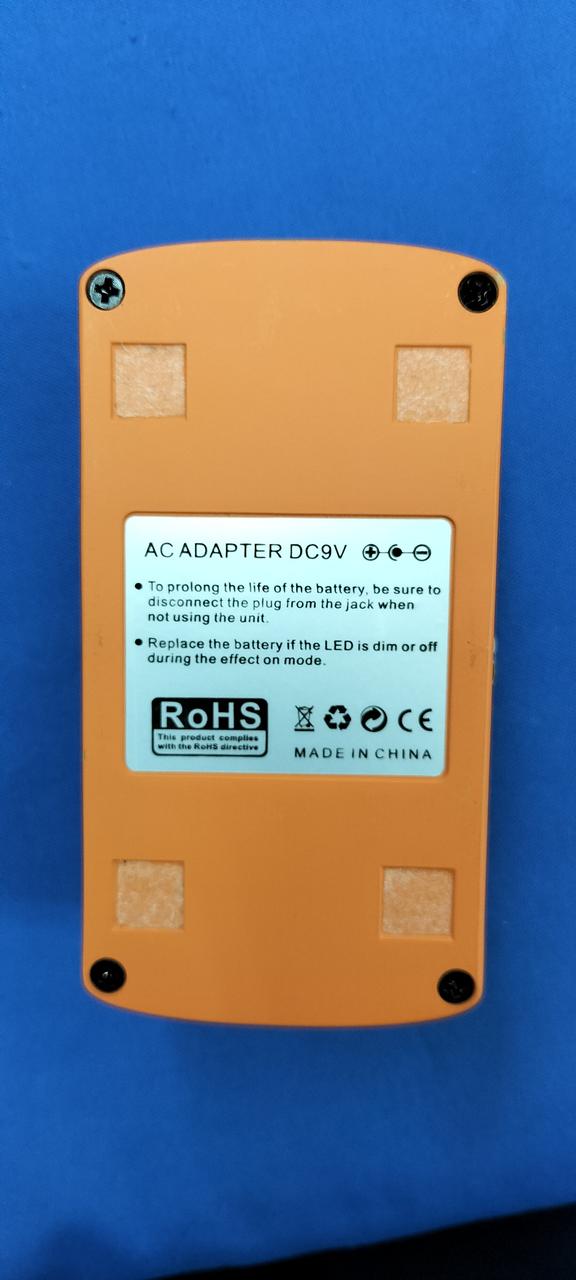 AC ADAPTER DC9V
• To prolong the life of the battery, be sure to
disconnect the plug from the jack when
not using the unit.
• Replace the battery if the LED is dim or off
during the effect on mode.
RoHS
This product complies
with the RoHS directive
CE
MADE IN CHINA